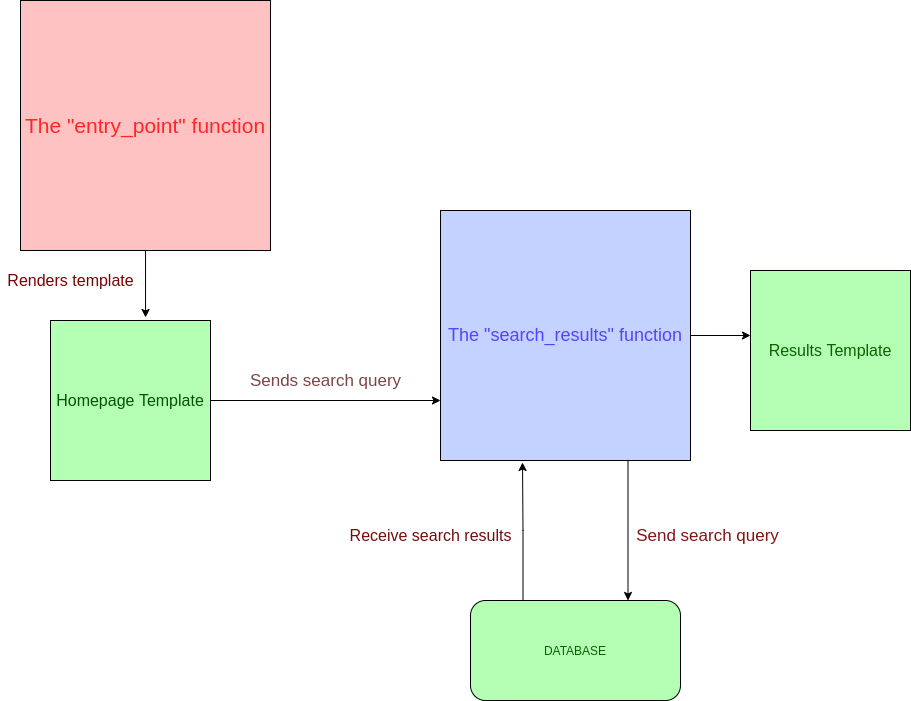 The "entry_point" function
Renders template
Homepage Template
Sends search query
The "search_results" function
Results Template
Receive search results
Send search query
DATABASE